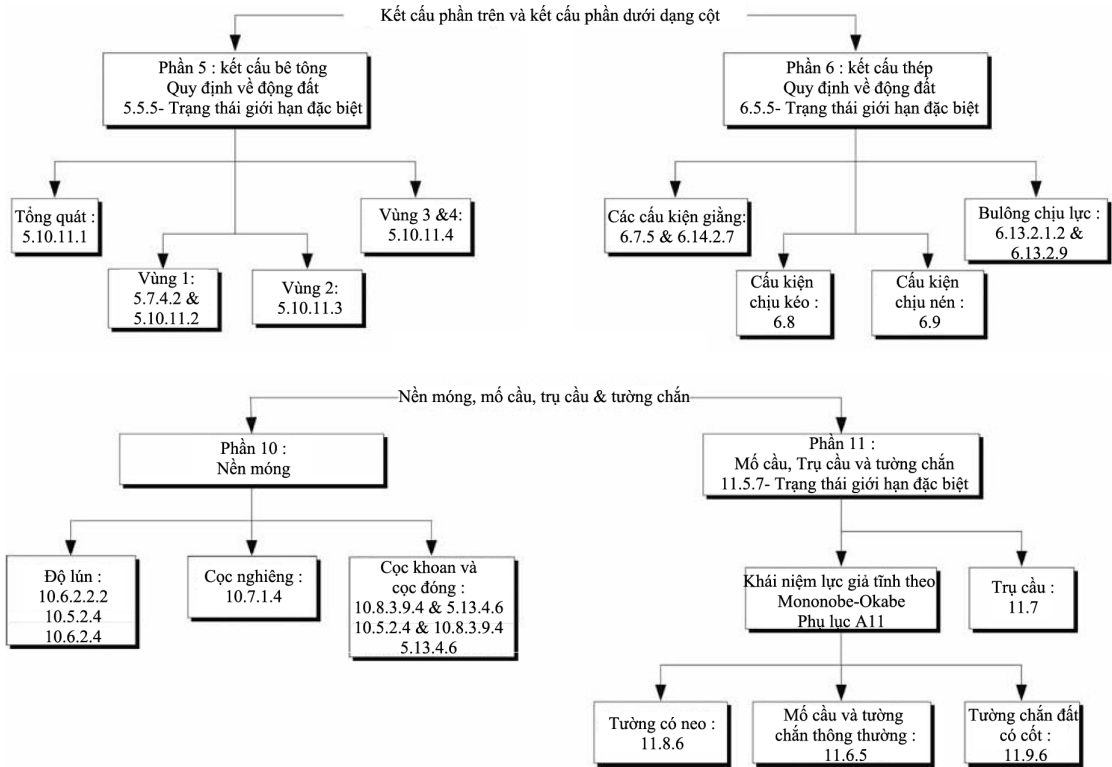 Kết cấu phần trên và kết cấu phần dưới dạng cột
Phần 5 : kết cấu bê tông
Quy định về động đất
5.5.5- Trạng thái giới hạn đặc biệt
Phần 6 : kết cấu thép
Quy định về động đất
6.5.5- Trạng thái giới hạn đặc biệt
Tổng quát :
5.10.11.1
Vùng 1:
5.7.4.2 &
5.10.11.2
Vùng 2:
5.10.11.3
Vùng 3 &4:
5.10.11.4
Các cấu kiện giằng:
6.7.5 & 6.14.2.7
Cấu kiện
chịu kéo :
6.8
Cấu kiện
chịu nén :
6.9
Bulông chịu lực :
6.13.2.1.2 &
6.13.2.9
Nền móng, mố cầu, trụ cầu & tường chắn
Phần 10 :
Nền móng
Phần 11 :
Mố cầu, Trụ cầu và tường chắn
11.5.7- Trạng thái giới hạn đặc biệt
Độ lún :
10.6.2.2.2
10.5.2.4
10.6.2.4
Cọc nghiêng :
10.7.1.4
Cọc khoan và
cọc đóng :
10.8.3.9.4 & 5.13.4.6
10.5.2.4 & 10.8.3.9.4
5.13.4.6
Khái niệm lực giả tĩnh theo
Mononobe-Okabe
Phụ lục A11
Trụ cầu :
11.7
Tường có neo :
11.8.6
Mố cầu và tường
chắn thông thường :
11.6.5
Tường chắn đất
có cốt :
11.9.6